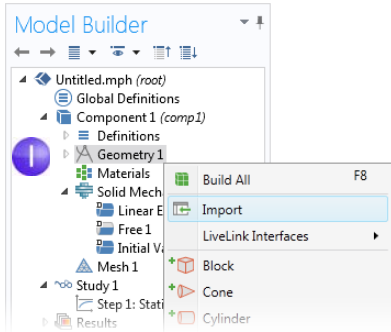 Model Builder
Untitled.mph (root)
Global Definitions
Component 1 (comp1)
Definitions
Geometry 1
Materials
Solid Mech
Linear E
Free 1
Initial Va
Mesh 1
Study 1
Step 1: Stati
Results
Build All F8
Import
LiveLink Interfaces
Block
Cone
Cylinder